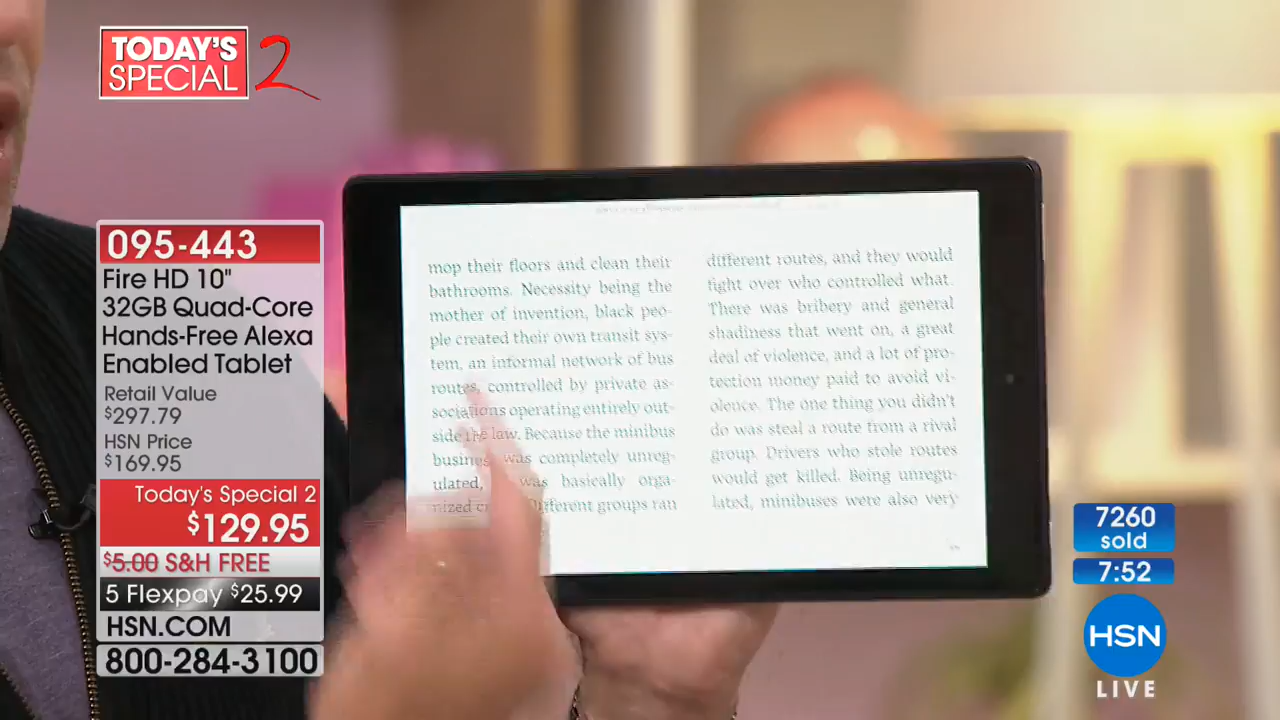 TODAY'S
SPECIAL 2
095-443
Fire HD 10"
32GB Quad-Core
Hands-Free Alexa
Enabled Tablet
Retail Value
$297.79
HSN Price
$169.95
Today's Special 2
$129.95
$5.00 S&H FREE
5 Flexpay $25.99
HSN.COM
800-284-3100
mop their floors and clean their
bathrooms. Necessity being the
mother of invention, black peo-
ple created their own transit sys-
tem, an informal network of bus
routes, controlled by private as-
sociations operating entirely out-
side the law. Because the minibus
business was completely unreg-
ulated, was basically orga-
nized Different groups ran
different routes, and they would
fight over who controlled what.
There was bribery and general
shadiness that went on, a great
deal of violence, and a lot of pro-
tection money paid to avoid vi-
olence. The one thing you didn't
do was steal a route from a rival
group. Drivers who stole routes
would get killed. Being unregu-
lated, minibuses were also very
7260
sold
7:52
HSN
LIVE